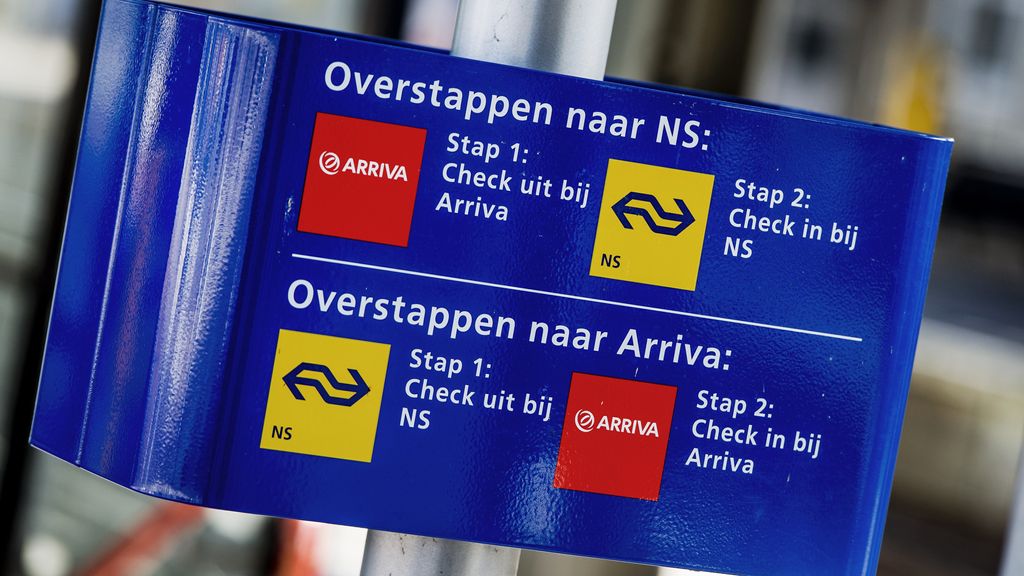 Overstappen naar NS:
ARRIVA
Stap 1:
Check uit bij
Arriva
NS
Stap 2:
Check in bij
NS
Overstappen naar Arriva:
NS
Stap 1:
Check uit bij
NS
ARRIVA
Stap 2:
Check in bij
Arriva